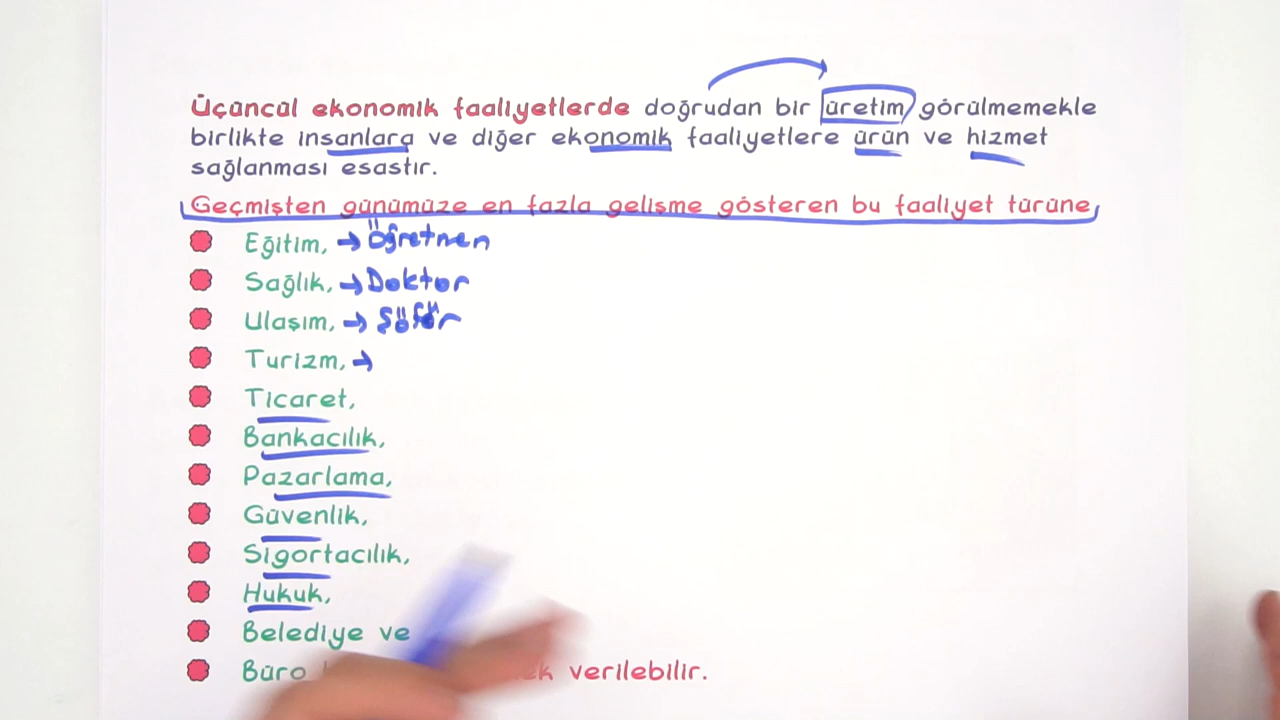 Üçüncül ekonomik faaliyetlerde doğrudan bir üretim görülmemekle
birlikte insanlara ve diğer ekonomik faaliyetlere ürün ve hizmet
sağlanması esastır.
Geçmişten günümüze en fazla gelişme gösteren bu faaliyet türüne,
Eğitim, → Öğretmen
Sağlık, → Doktor
Ulaşım, → Şöför
Turizm, →
Ticaret,
Bankacılık,
Pazarlama,
Güvenlik,
Sigortacılık,
Hukuk,
Belediye ve
Büro verilebilir.